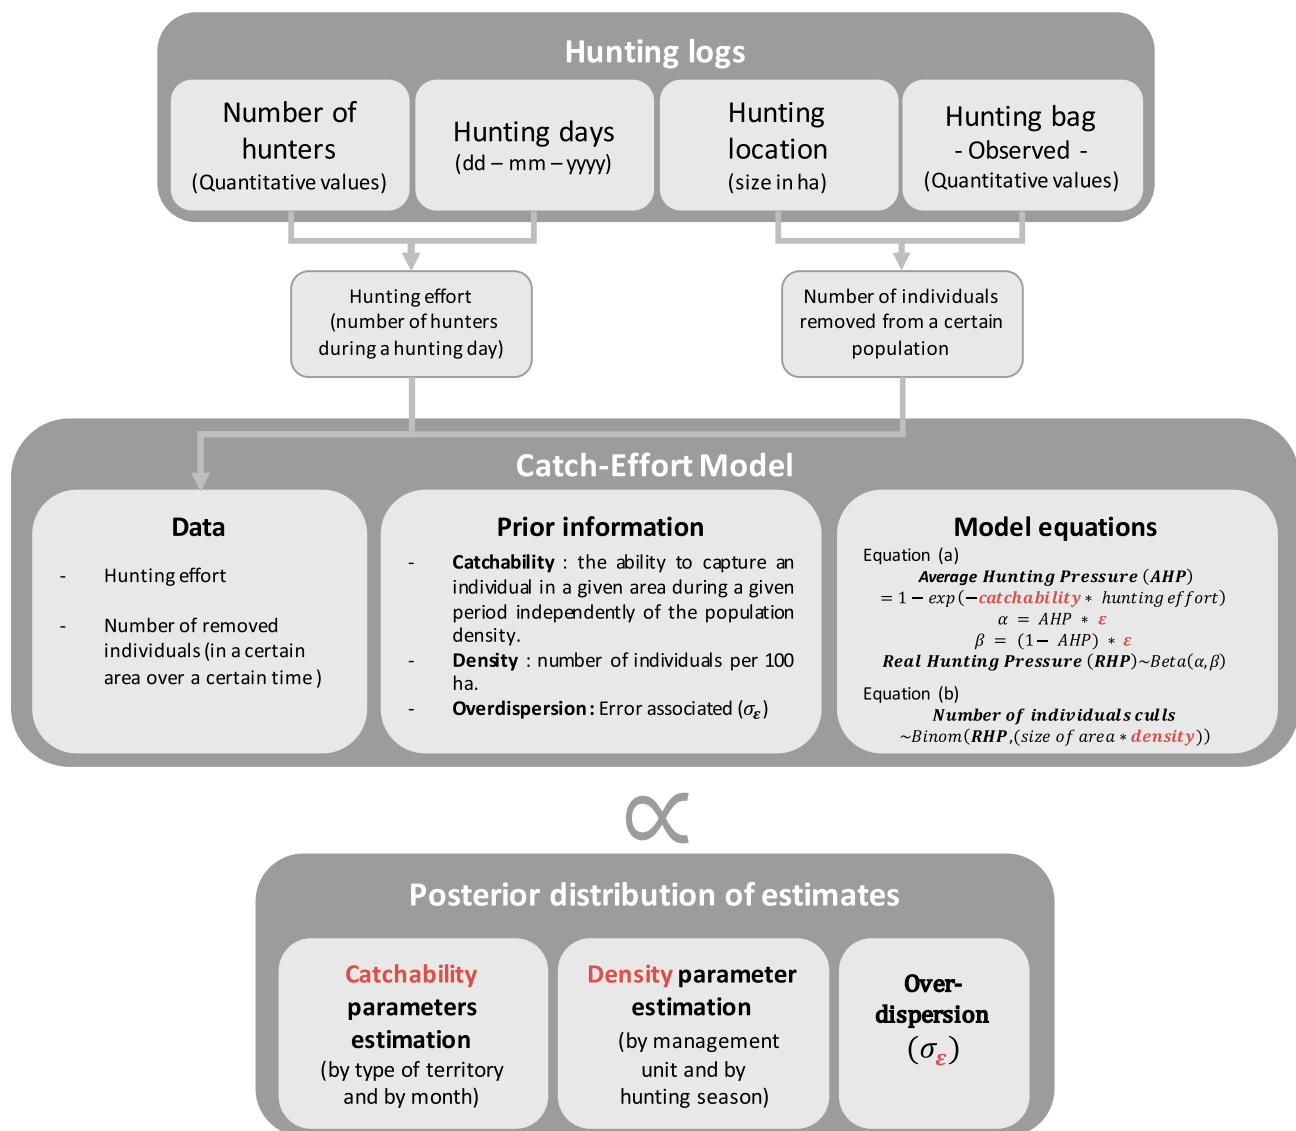 Hunting logs
Number of
hunters
(Quantitative values)
Hunting days
(dd – mm – yyyy)
Hunting
location
(size in ha)
Hunting bag
- Observed -
(Quantitative values)
Hunting effort
(number of hunters
during a hunting day)
Number of individuals
removed from a certain
population
Catch-Effort Model
Data
- Hunting effort
- Number of removed
individuals (in a certain
area over a certain time )
Prior information
- Catchability : the ability to capture an
individual in a given area during a given
period independently of the population
density.
- Density : number of individuals per 100
ha.
- Overdispersion : Error associated (σ_ε)
Model equations
Equation (a)
Average Hunting Pressure (AHP)
= 1 − exp(−catchability * hunting effort)
α = AHP * ε
β = (1 − AHP) * ε
Real Hunting Pressure (RHP)~Beta(α,β)
Equation (b)
Number of individuals culls
~Binom(RHP,(size of area * density))
∝
Posterior distribution of estimates
Catchability
parameters
estimation
(by type of territory
and by month)
Density parameter
estimation
(by management
unit and by
hunting season)
Over-
dispersion
(σ_ε)